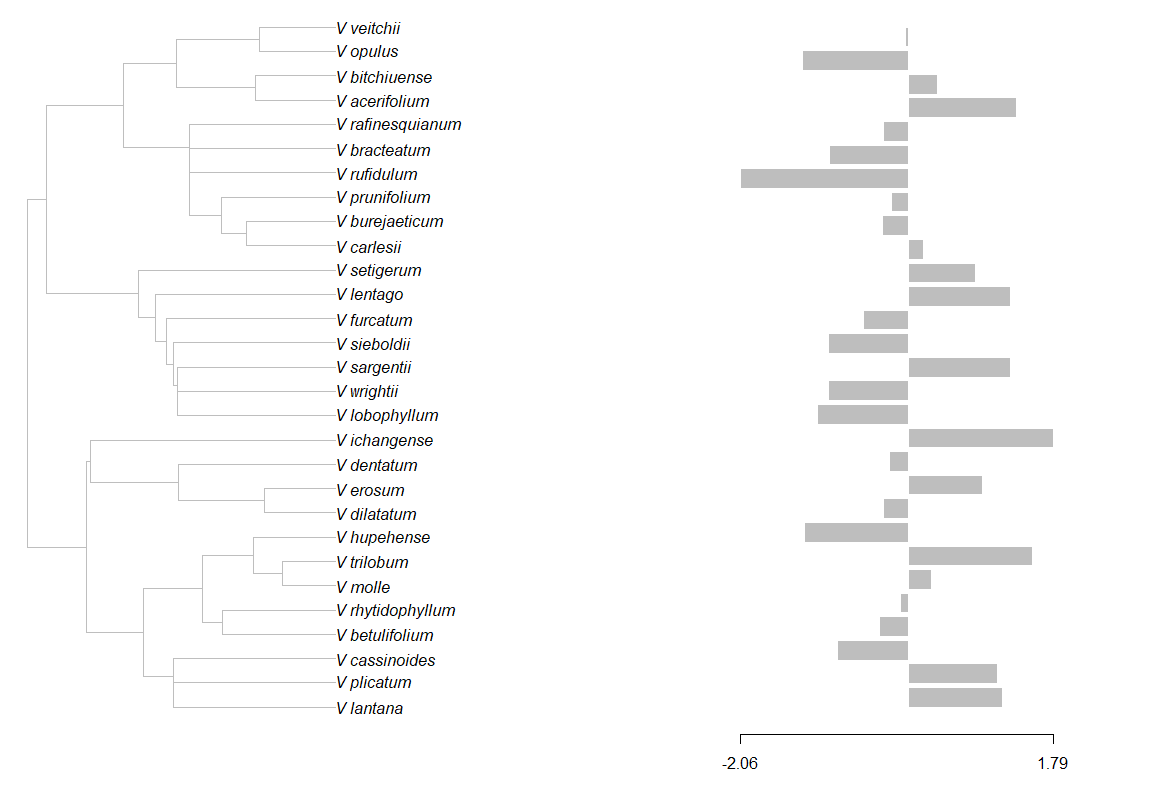 V veitchii
V opulus
V bitchiuense
V acerifolium
V rafinesquianum
V bracteatum
V rufidulum
V prunifolium
V burejaeticum
V carlesii
V setigerum
V lentago
V furcatum
V sieboldii
V sargentii
V wrightii
V lobophyllum
V ichangense
V dentatum
V erosum
V dilatatum
V hupehense
V trilobum
V molle
V rhytidophyllum
V betulifolium
V cassinoides
V plicatum
V lantana
-2.06 1.79